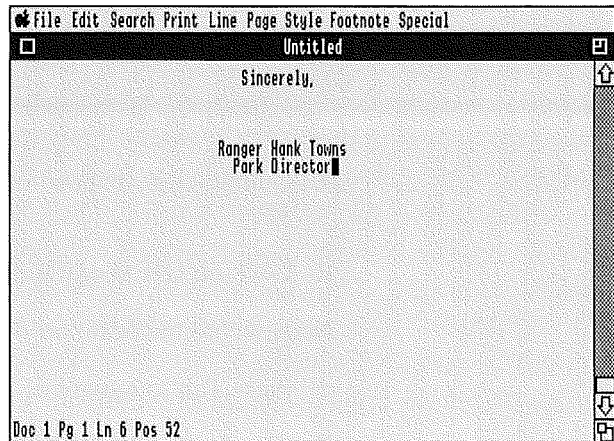 File Edit Search Print Line Page Style Footnote Special
Untitled
Sincerely,
Ranger Hank Towns
Park Director
Doc 1 Pg 1 Ln 6 Pos 52